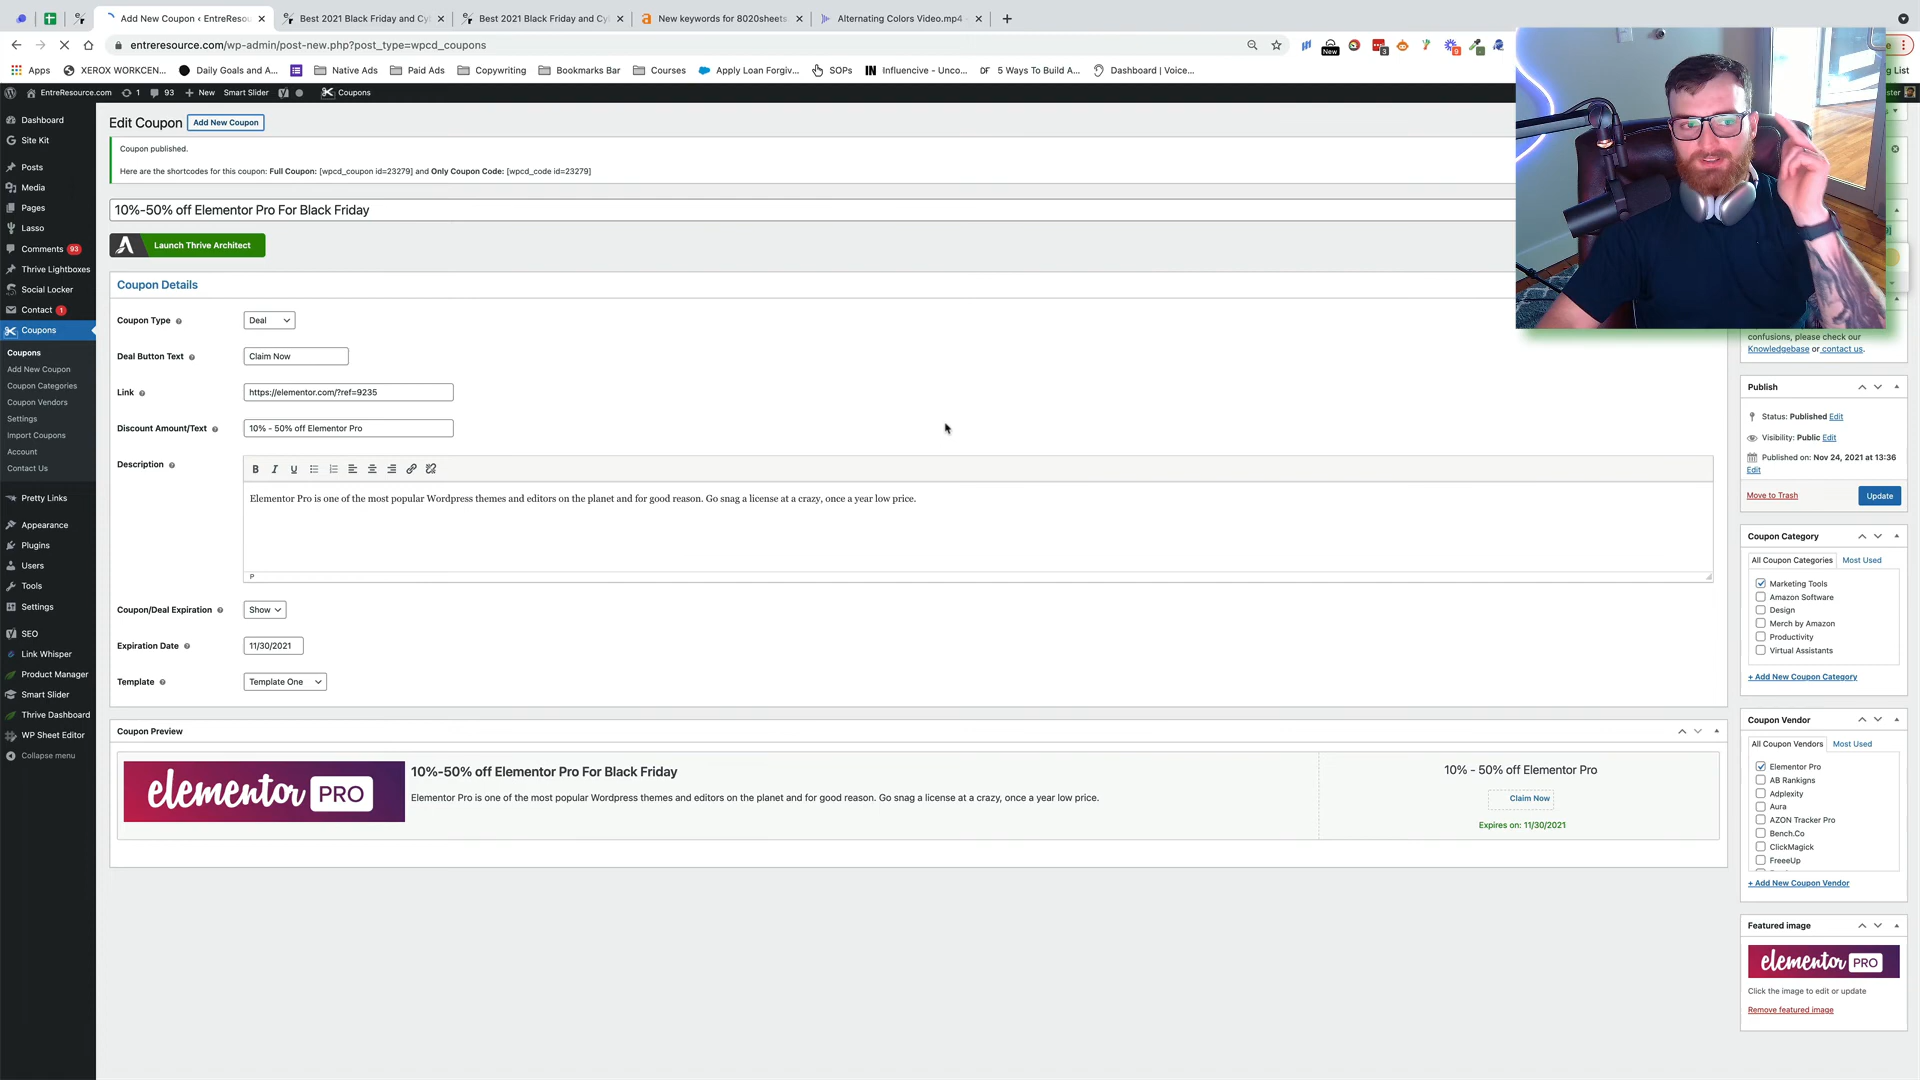 Add New Coupon ‹ EntreResou
Best 2021 Black Friday and Cy
Best 2021 Black Friday and Cy
New keywords for 8020sheets
Alternating Colors Video.mp4
entreresource.com/wp-admin/post-new.php?post_type=wpcd_coupons
New
Apps
XEROX WORKCEN...
Daily Goals and A...
Native Ads
Paid Ads
Copywriting
Bookmarks Bar
Courses
Apply Loan Forgiv...
SOPs
IN Influencive - Unco...
DF 5 Ways To Build A...
Dashboard | Voice...
EntreResource.com
1
93
New
Smart Slider
Coupons
Dashboard
Site Kit
Posts
Media
Pages
Lasso
Comments 93
Thrive Lightboxes
Social Locker
Contact 1
Coupons
Coupons
Add New Coupon
Coupon Categories
Coupon Vendors
Settings
Import Coupons
Account
Contact Us
Pretty Links
Appearance
Plugins
Users
Tools
Settings
SEO
Link Whisper
Product Manager
Smart Slider
Thrive Dashboard
WP Sheet Editor
Collapse menu
Edit Coupon
Add New Coupon
Coupon published.
Here are the shortcodes for this coupon: Full Coupon: [wpcd_coupon id=23279] and Only Coupon Code: [wpcd_code id=23279]
10%-50% off Elementor Pro For Black Friday
Launch Thrive Architect
Coupon Details
Coupon Type
Deal
Deal Button Text
Claim Now
Link
https://elementor.com/?ref=9235
Discount Amount/Text
10% - 50% off Elementor Pro
Description
B I U
Elementor Pro is one of the most popular Wordpress themes and editors on the planet and for good reason. Go snag a license at a crazy, once a year low price.
P
Coupon/Deal Expiration
Show
Expiration Date
11/30/2021
Template
Template One
Coupon Preview
elementor PRO
10%-50% off Elementor Pro For Black Friday
Elementor Pro is one of the most popular Wordpress themes and editors on the planet and for good reason. Go snag a license at a crazy, once a year low price.
10% - 50% off Elementor Pro
Claim Now
Expires on: 11/30/2021
confusions, please check our
Knowledgebase or contact us.
Publish
Status: Published Edit
Visibility: Public Edit
Published on: Nov 24, 2021 at 13:36
Edit
Move to Trash
Update
Coupon Category
All Coupon Categories
Most Used
Marketing Tools
Amazon Software
Design
Merch by Amazon
Productivity
Virtual Assistants
+ Add New Coupon Category
Coupon Vendor
All Coupon Vendors
Most Used
Elementor Pro
AB Rankigns
Adplexity
Aura
AZON Tracker Pro
Bench.Co
ClickMagick
FreeeUp
+ Add New Coupon Vendor
Featured image
elementor PRO
Click the image to edit or update
Remove featured image